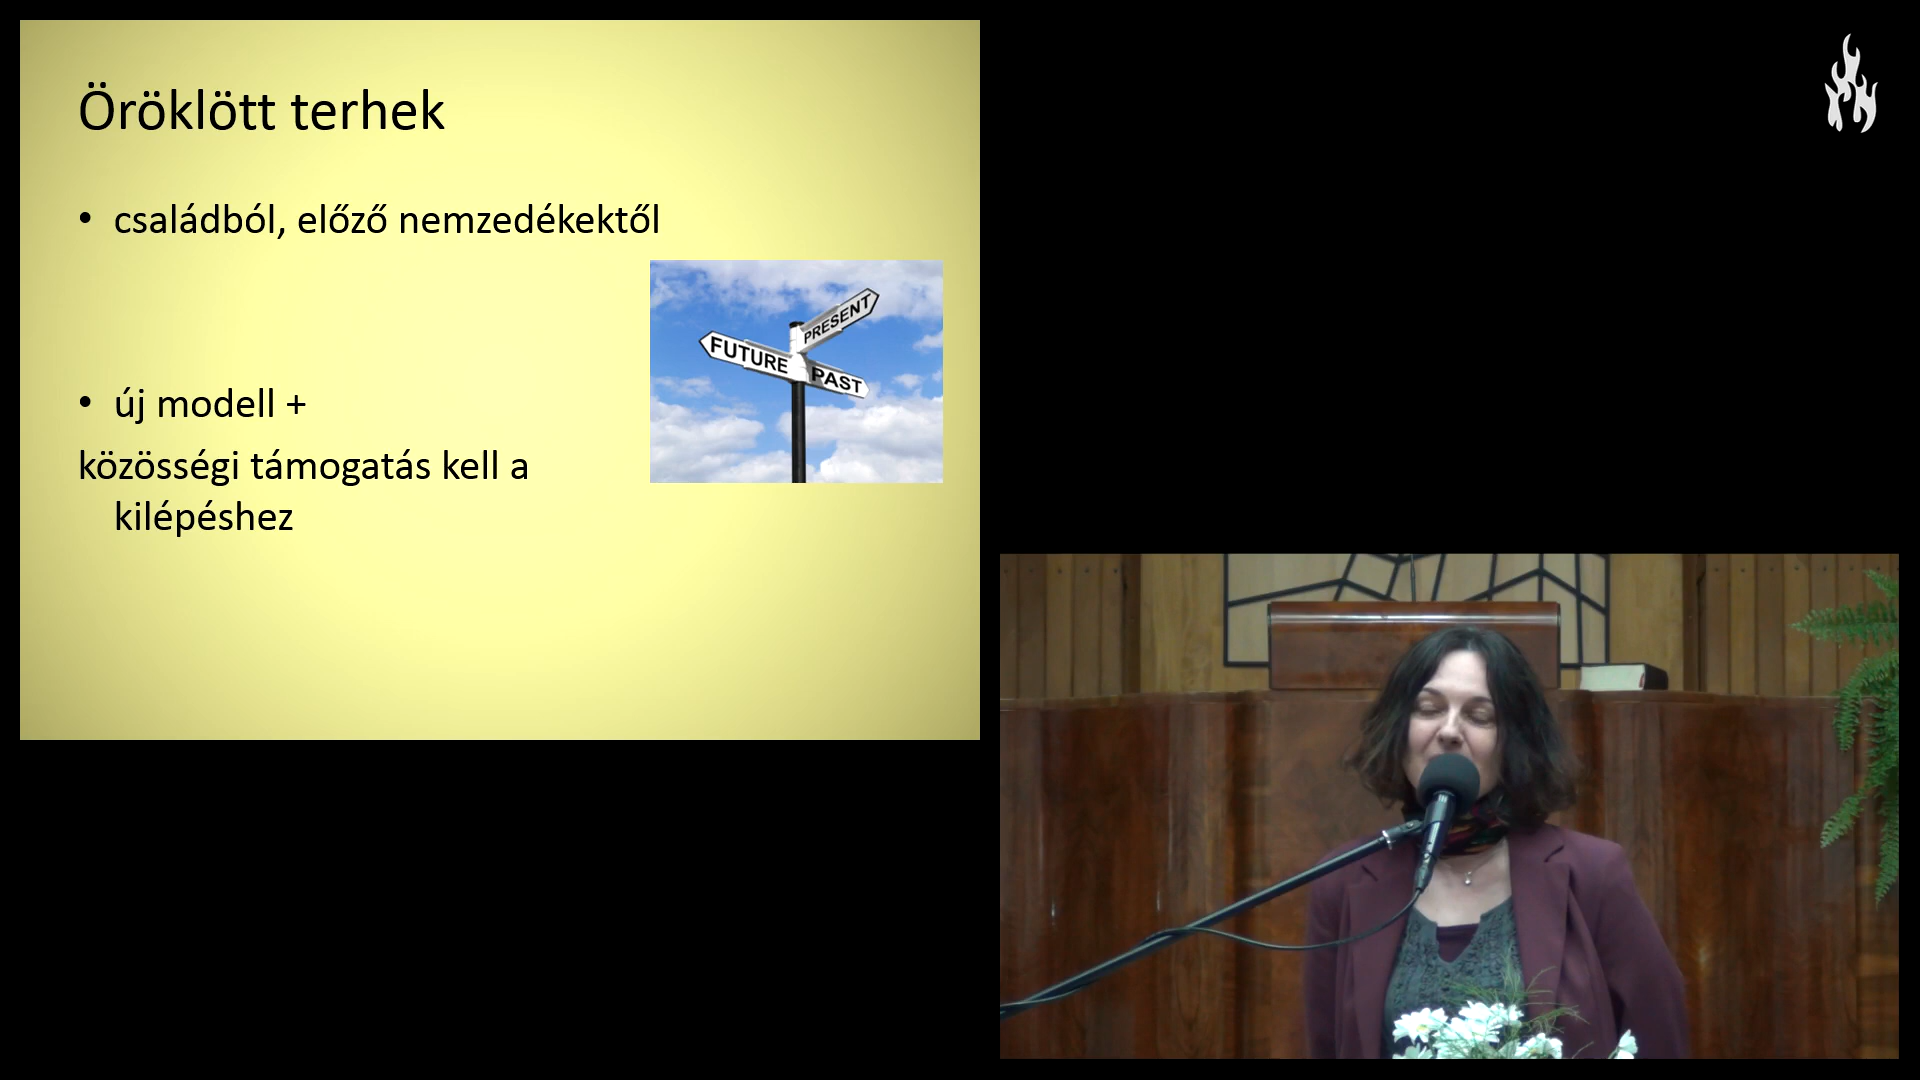 Öröklött terhek
• családból, előző nemzedékektől
PRESENT
FUTURE
PAST
• új modell +
közösségi támogatás kell a
kilépéshez